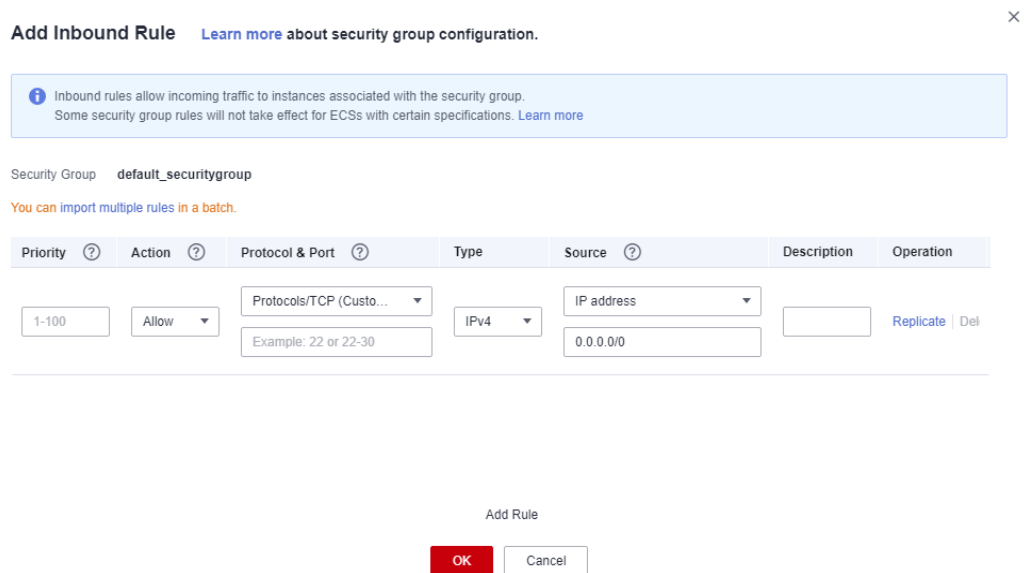 Add Inbound Rule Learn more about security group configuration.
Inbound rules allow incoming traffic to instances associated with the security group.
Some security group rules will not take effect for ECSs with certain specifications. Learn more
Security Group default_securitygroup
You can import multiple rules in a batch.
Priority ? Action ? Protocol & Port ? Type Source ? Description Operation
Protocols/TCP (Custo... IP address
1-100 Allow IPv4 Replicate Del
Example: 22 or 22-30 0.0.0.0/0
Add Rule
OK Cancel